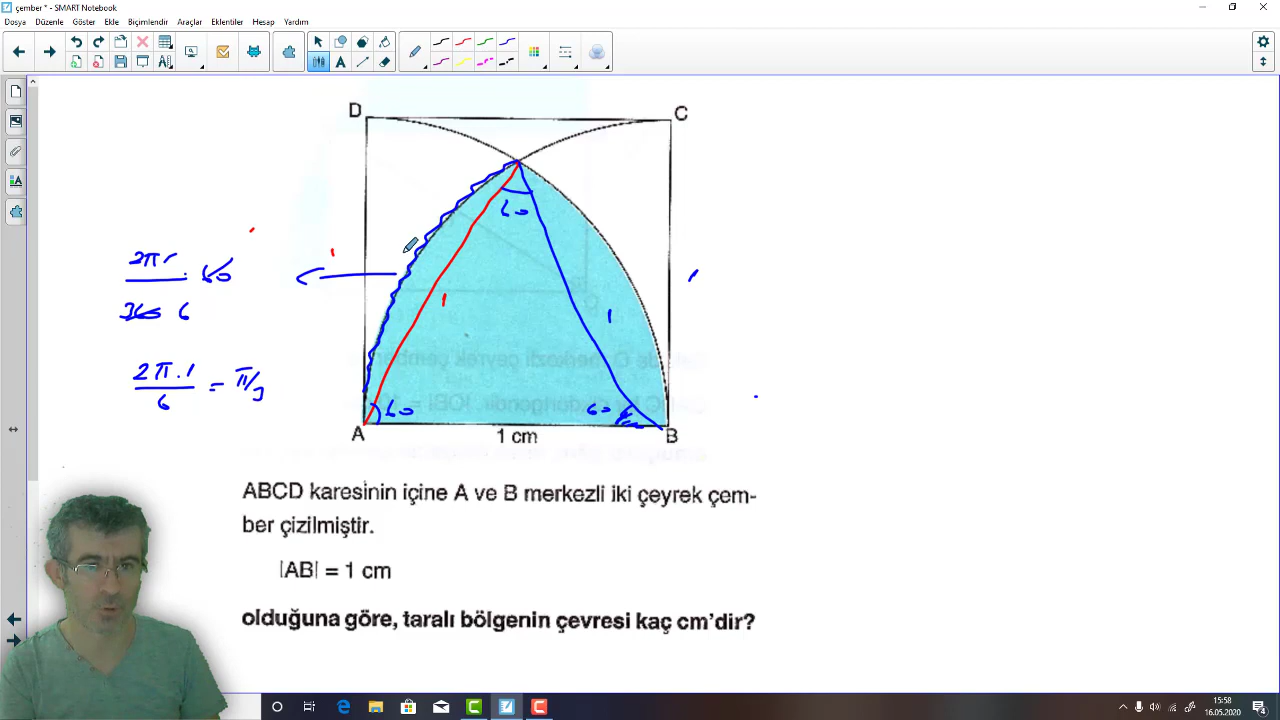 çember * - SMART Notebook
Dosya Düzenle Görünüm Ekle Biçimlendir Araçlar Eklentiler Hesap Yardım
D
C
60
2πr
60
360 6
1
1
1
2π.1
6
= π/3
60
60
A
1 cm
B
ABCD karesinin içine A ve B merkezli iki çeyrek çem-
ber çizilmiştir.
|AB| = 1 cm
olduğuna göre, taralı bölgenin çevresi kaç cm'dir?
15:58
16.05.2020